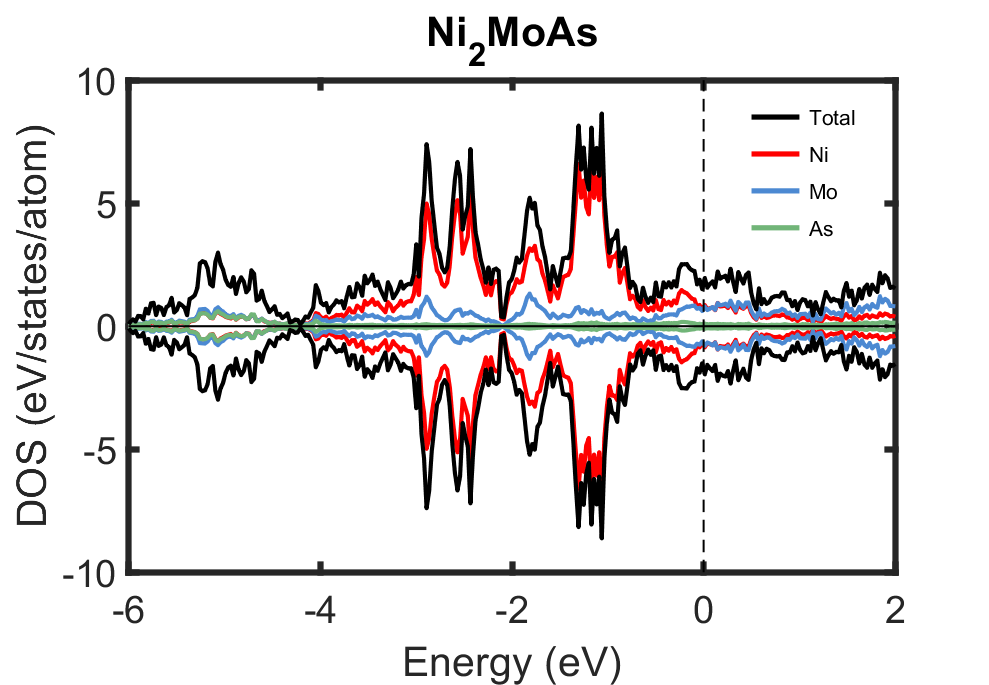 Ni₂MoAs
10
5
0
-5
-10
DOS (eV/states/atom)
Total
Ni
Mo
As
-6 -4 -2 0 2
Energy (eV)